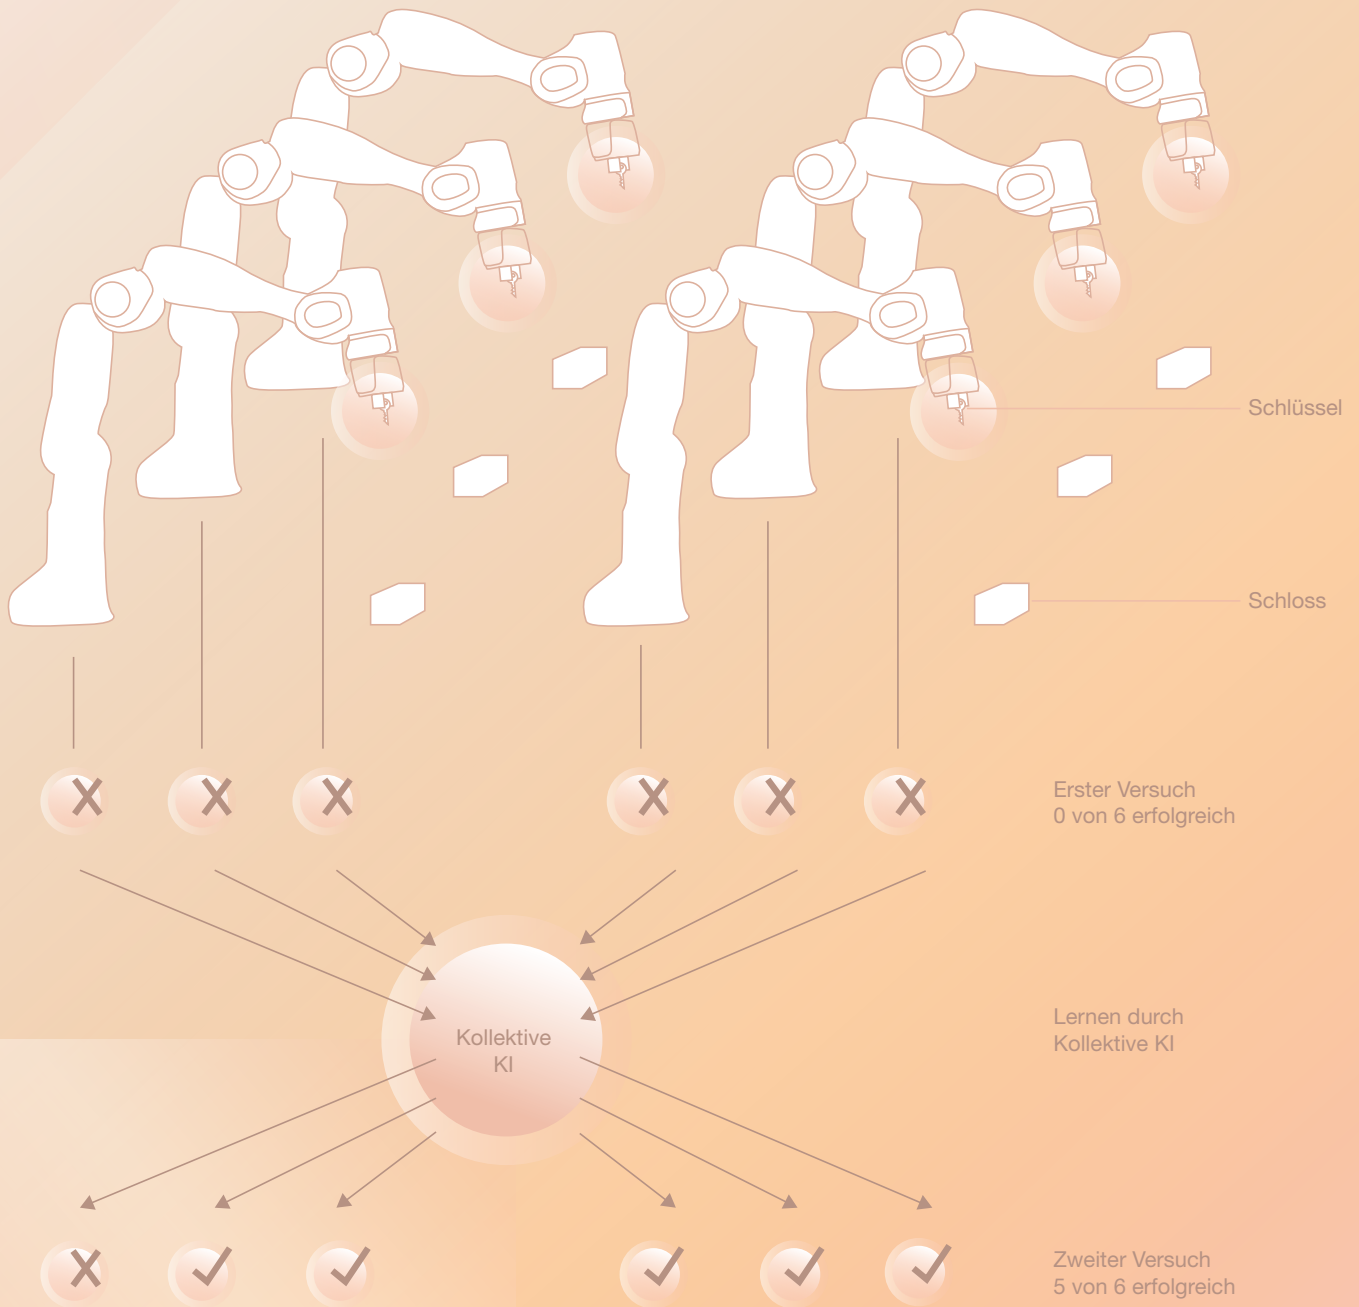 Schlüssel
Schloss
Erster Versuch
0 von 6 erfolgreich
Kollektive
KI
Lernen durch
Kollektive KI
Zweiter Versuch
5 von 6 erfolgreich